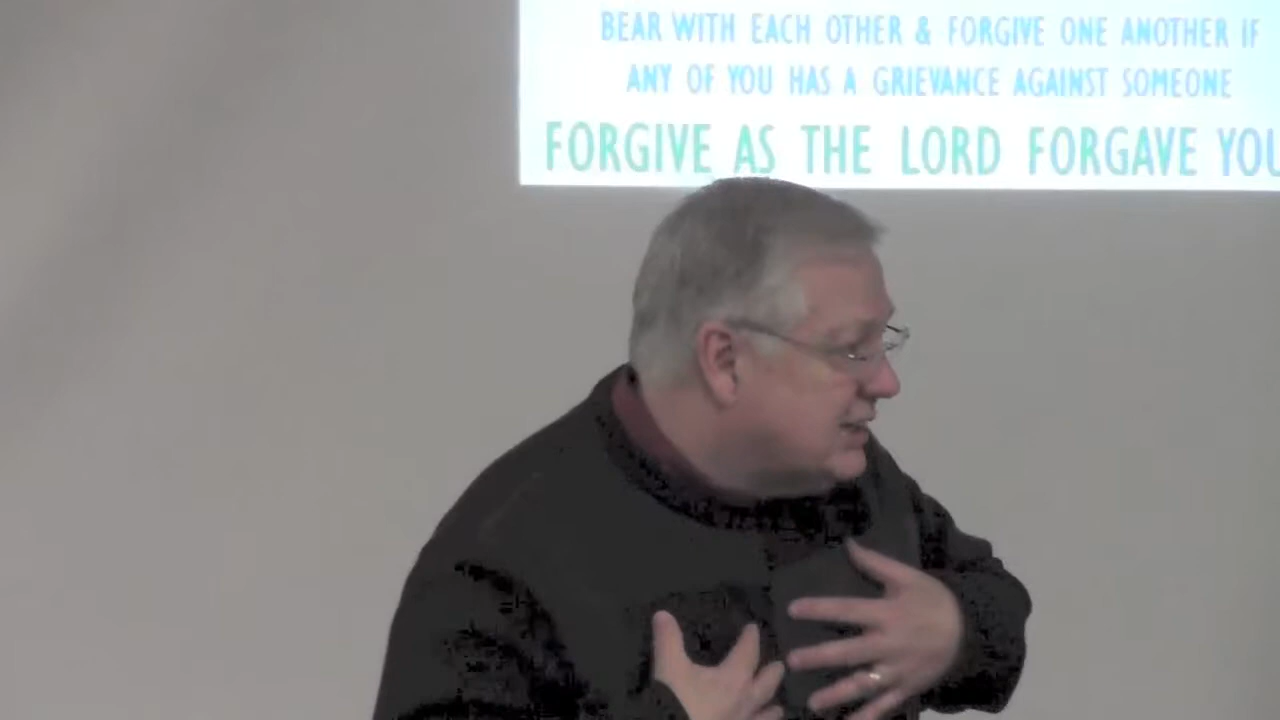 BEAR WITH EACH OTHER & FORGIVE ONE ANOTHER IF
ANY OF YOU HAS A GRIEVANCE AGAINST SOMEONE
FORGIVE AS THE LORD FORGAVE YOU